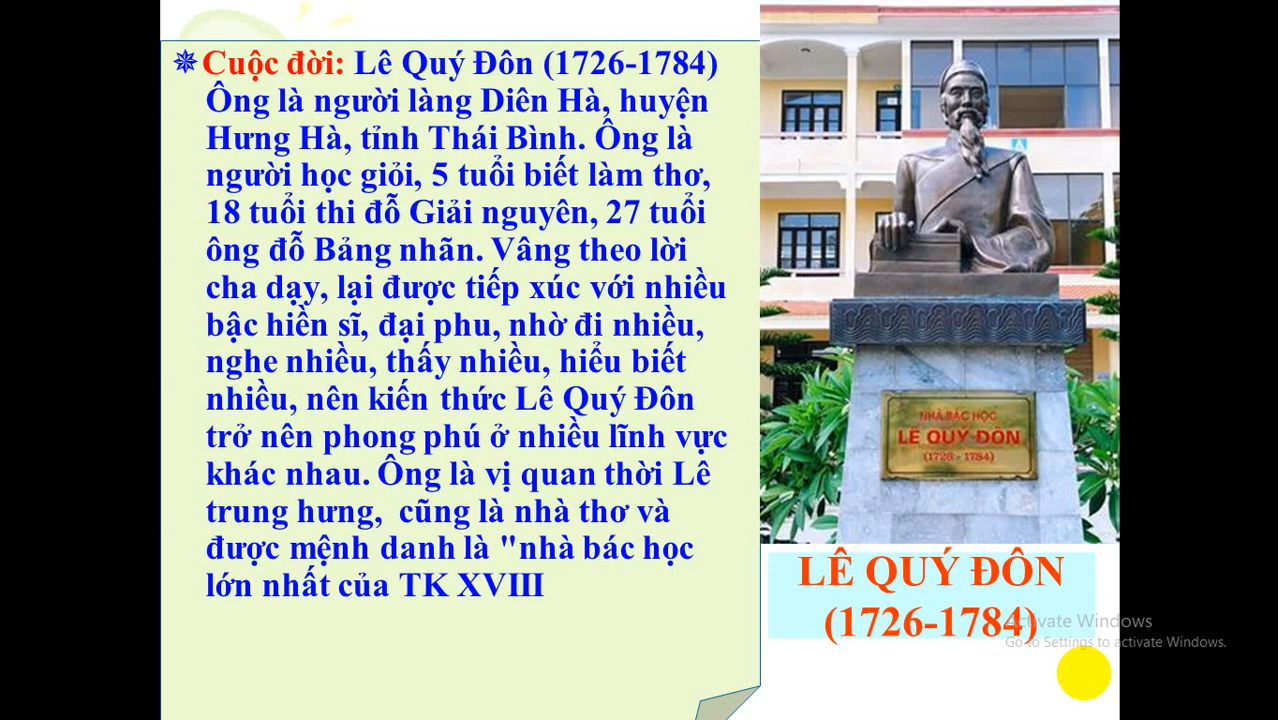 Cuộc đời: Lê Quý Đôn (1726-1784)
Ông là người làng Diên Hà, huyện
Hưng Hà, tỉnh Thái Bình. Ông là
người học giỏi, 5 tuổi biết làm thơ,
18 tuổi thi đỗ Giải nguyên, 27 tuổi
ông đỗ Bảng nhãn. Vâng theo lời
cha dạy, lại được tiếp xúc với nhiều
bậc hiền sĩ, đại phu, nhờ đi nhiều,
nghe nhiều, thấy nhiều, hiểu biết
nhiều, nên kiến thức Lê Quý Đôn
trở nên phong phú ở nhiều lĩnh vực
khác nhau. Ông là vị quan thời Lê
trung hưng,  cũng là nhà thơ và
được mệnh danh là "nhà bác học
lớn nhất của TK XVIII
A
NHÀ BÁC HỌC
LÊ QUÝ ĐÔN
(1726 - 1784)
LÊ QUÝ ĐÔN
(1726-1784)
Activate Windows
Go to Settings to activate Windows.